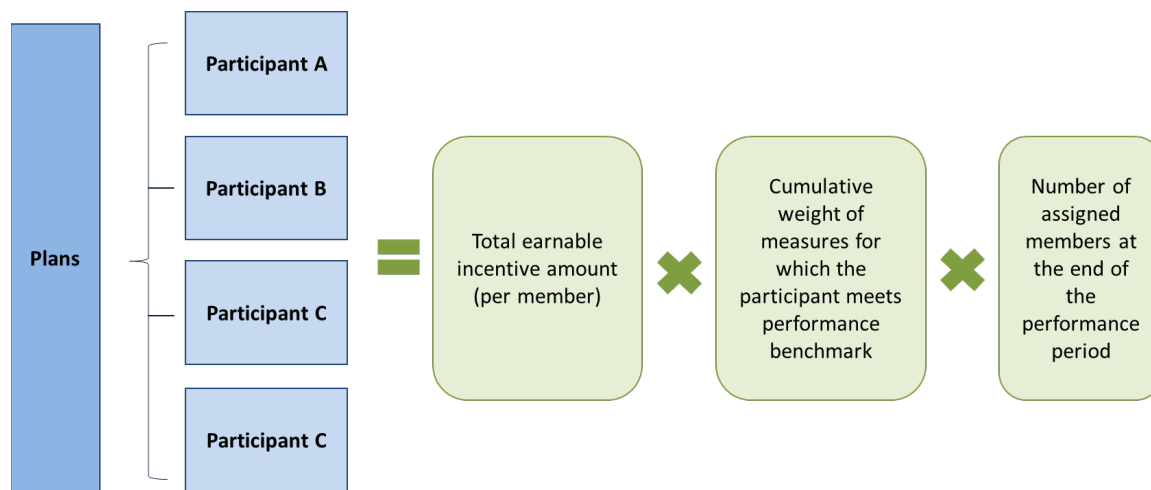 Plans
Participant A
Participant B
Participant C
Participant C
Total earnable
incentive amount
(per member)
Cumulative
weight of
measures for
which the
participant meets
performance
benchmark
Number of
assigned
members at
the end of
the
performance
period